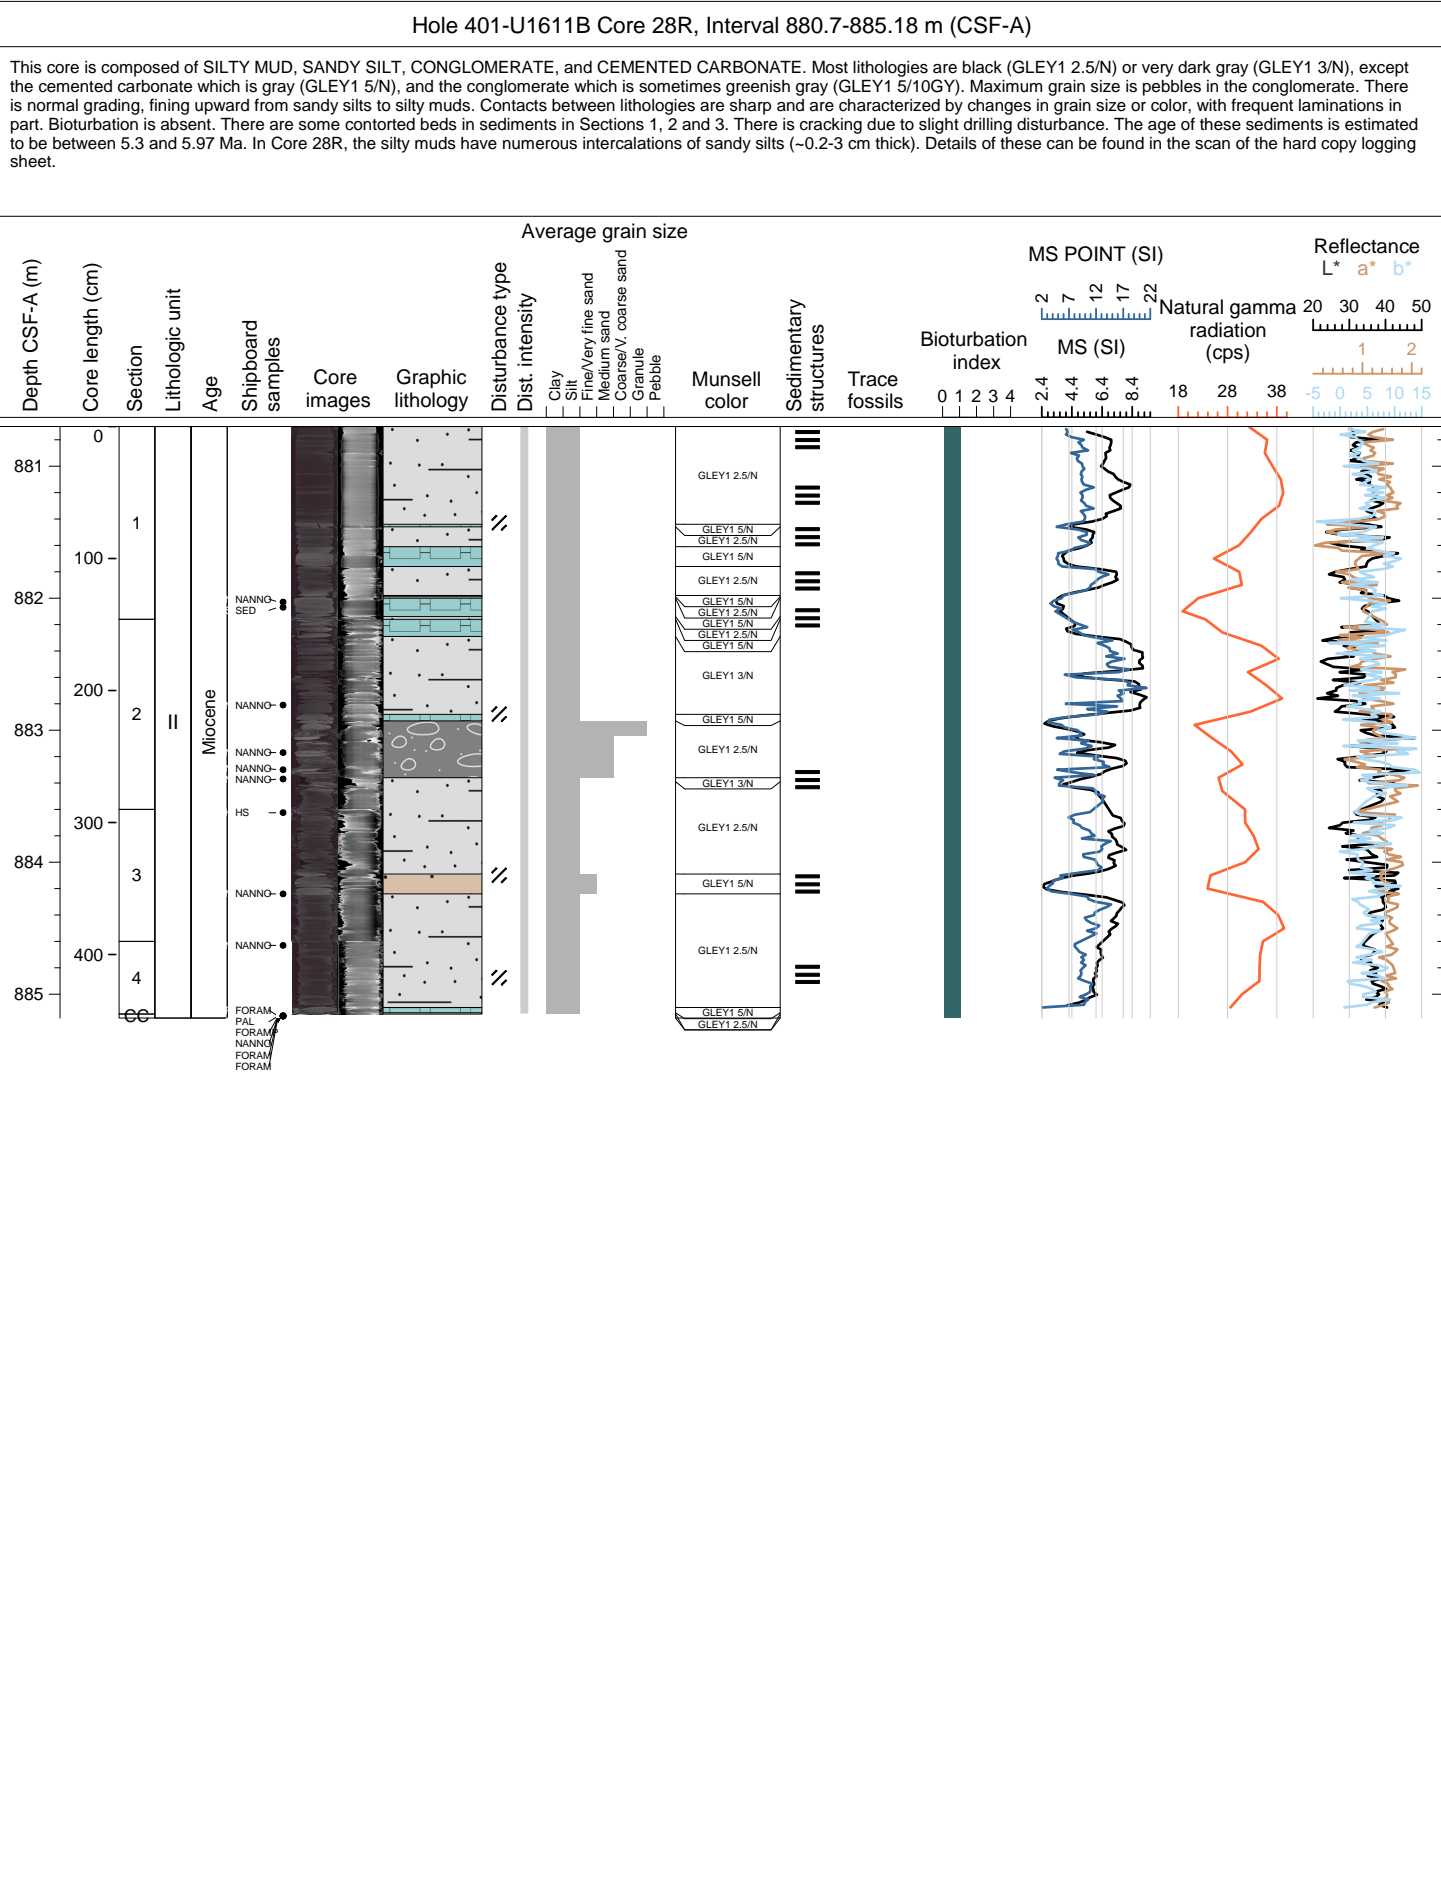 Hole 401-U1611B Core 28R, Interval 880.7-885.18 m (CSF-A)
This core is composed of SILTY MUD, SANDY SILT, CONGLOMERATE, and CEMENTED CARBONATE. Most lithologies are black (GLEY1 2.5/N) or very dark gray (GLEY1 3/N), except
the cemented carbonate which is gray (GLEY1 5/N), and the conglomerate which is sometimes greenish gray (GLEY1 5/10GY). Maximum grain size is pebbles in the conglomerate. There
is normal grading, fining upward from sandy silts to silty muds. Contacts between lithologies are sharp and are characterized by changes in grain size or color, with frequent laminations in
part. Bioturbation is absent. There are some contorted beds in sediments in Sections 1, 2 and 3. There is cracking due to slight drilling disturbance. The age of these sediments is estimated
to be between 5.3 and 5.97 Ma. In Core 28R, the silty muds have numerous intercalations of sandy silts (~0.2-3 cm thick). Details of these can be found in the scan of the hard copy logging
sheet.
Depth CSF-A (m)
Core length (cm)
Section
Lithologic unit
Age
Shipboard
samples
Core
images
Graphic
lithology
Disturbance type
Dist. intensity
Average grain size
Clay
Silt
Fine/Very fine sand
Medium sand
Coarse/V. coarse sand
Granule
Pebble
Munsell
color
Sedimentary
structures
Trace
fossils
Bioturbation
index
0 1 2 3 4
MS POINT (SI)
2 7 12 17 22
MS (SI)
2.4 4.4 6.4 8.4
Natural gamma
radiation
(cps)
18 28 38
Reflectance
L* a* b*
20 30 40 50
1 2
-5 0 5 10 15
881
882
883
884
885
0
100
200
300
400
1
2
3
4
CC
II
Miocene
NANNO
SED
NANNO
NANNO
NANNO
NANNO
HS
NANNO
NANNO
FORAM
PAL
FORAMP
NANNO
FORAM
FORAM
GLEY1 2.5/N
GLEY1 5/N
GLEY1 2.5/N
GLEY1 5/N
GLEY1 2.5/N
GLEY1 5/N
GLEY1 2.5/N
GLEY1 5/N
GLEY1 2.5/N
GLEY1 5/N
GLEY1 3/N
GLEY1 5/N
GLEY1 2.5/N
GLEY1 3/N
GLEY1 2.5/N
GLEY1 5/N
GLEY1 2.5/N
GLEY1 5/N
GLEY1 2.5/N